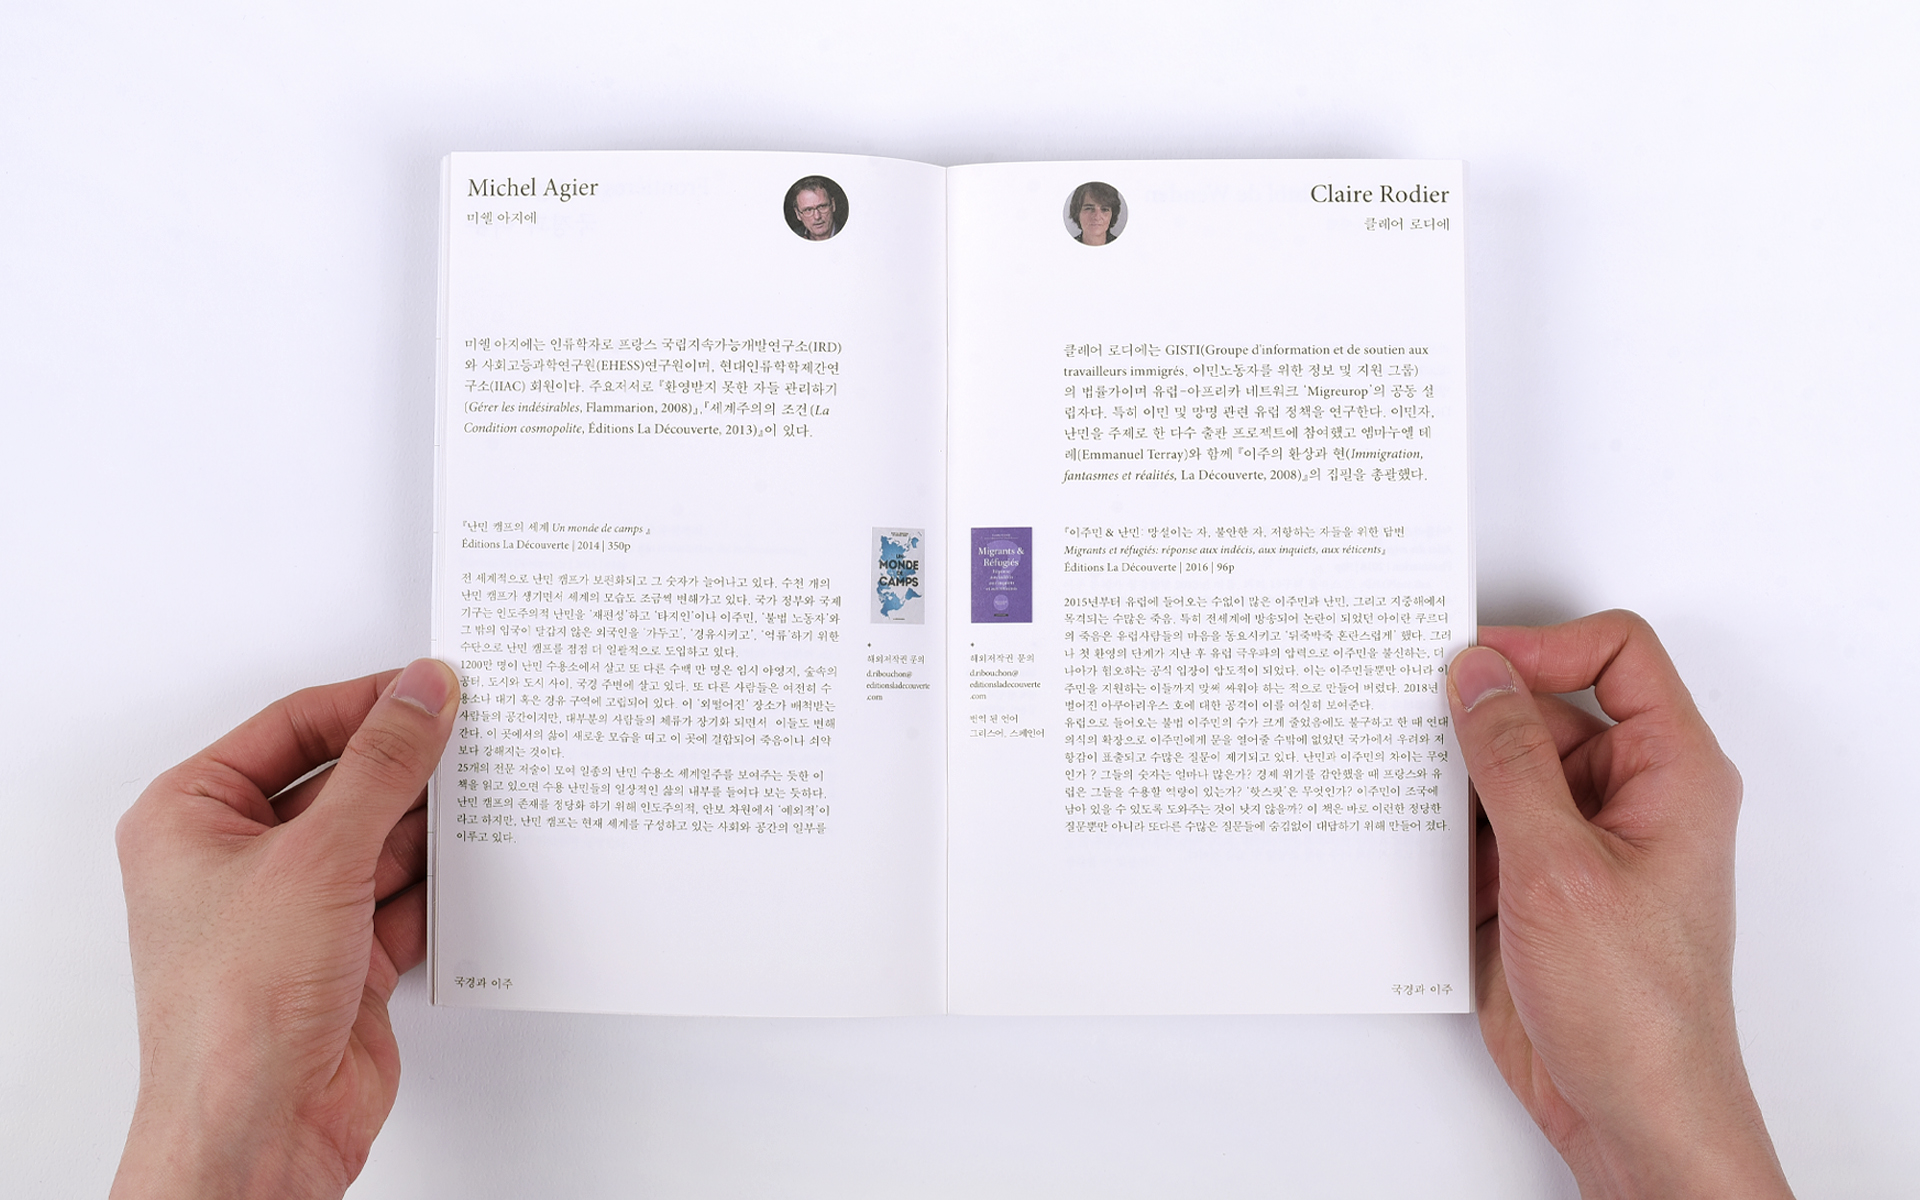 Michel Agier
미쉘 아지에
미쉘 아지에는 인류학자로 프랑스 국립지속가능개발연구소(IRD)
와 사회고등과학연구원(EHESS)연구원이며, 현대인류학학제간연
구소(IIAC) 회원이다. 주요저서로 『환영받지 못한 자들 관리하기
(Gérer les indésirables, Flammarion, 2008)』,『세계주의의 조건(La
Condition cosmopolite, Éditions La Découverte, 2013)』이 있다.
『난민 캠프의 세계 Un monde de camps 』
Éditions La Découverte | 2014 | 350p
전 세계적으로 난민 캠프가 보편화되고 그 숫자가 늘어나고 있다. 수천 개의
난민 캠프가 생기면서 세계의 모습도 조금씩 변해가고 있다. 국가 정부와 국제
기구는 인도주의적 난민을 ‘재편성’하고 ‘타지인’이나 이주민, ‘불법 노동자’와
그 밖의 입국이 달갑지 않은 외국인을 ‘가두고’, ‘경유시키고’, ‘억류’하기 위한
수단으로 난민 캠프를 점점 더 일괄적으로 도입하고 있다.
1200만 명이 난민 수용소에서 살고 또 다른 수백 만 명은 임시 야영지, 숲속의
공터, 도시와 도시 사이, 국경 주변에 살고 있다. 또 다른 사람들은 여전히 수
용소나 대기 혹은 경유 구역에 고립되어 있다. 이 ‘외떨어진’ 장소가 배척받는
사람들의 공간이지만, 대부분의 사람들의 체류가 장기화 되면서 이들도 변해
간다. 이 곳에서의 삶이 새로운 모습을 띠고 이 곳에 결합되어 죽음이나 쇠약
보다 강해지는 것이다.
25개의 전문 저술이 모여 일종의 난민 수용소 세계일주를 보여주는 듯한 이
책을 읽고 있으면 수용 난민들의 일상적인 삶의 내부를 들여다 보는 듯하다.
난민 캠프의 존재를 정당화 하기 위해 인도주의적, 안보 차원에서 ‘예외적’이
라고 하지만, 난민 캠프는 현재 세계를 구성하고 있는 사회와 공간의 일부를
이루고 있다.
UN
MONDE
DE
CAMPS
해외저작권 문의
d.ribouchon@
editionsladecouverte
.com
국경과 이주
Claire Rodier
클레어 로디에
클레어 로디에는 GISTI(Groupe d'information et de soutien aux
travailleurs immigrés, 이민노동자를 위한 정보 및 지원 그룹)
의 법률가이며 유럽-아프리카 네트워크 ‘Migreurop’의 공동 설
립자다. 특히 이민 및 망명 관련 유럽 정책을 연구한다. 이민자,
난민을 주제로 한 다수 출판 프로젝트에 참여했고 엠마누엘 테
레(Emmanuel Terray)와 함께 『이주의 환상과 현(Immigration,
fantasmes et réalités, La Découverte, 2008)』의 집필을 총괄했다.
『이주민 & 난민: 망설이는 자, 불안한 자, 저항하는 자들을 위한 답변
Migrants et réfugiés: réponse aux indécis, aux inquiets, aux réticents』
Éditions La Découverte | 2016 | 96p
2015년부터 유럽에 들어오는 수없이 많은 이주민과 난민, 그리고 지중해에서
목격되는 수많은 죽음, 특히 전세계에 방송되어 논란이 되었던 아이란 쿠르디
의 죽음은 유럽사람들의 마음을 동요시키고 ‘뒤죽박죽 혼란스럽게’ 했다. 그러
나 첫 환영의 단계가 지난 후 유럽 극우파의 압력으로 이주민을 불신하는, 더
나아가 혐오하는 공식 입장이 압도적이 되었다. 이는 이주민들뿐만 아니라 이
주민을 지원하는 이들까지 맞써 싸워야 하는 적으로 만들어 버렸다. 2018년
벌어진 아쿠아리우스 호에 대한 공격이 이를 여실히 보여준다.
유럽으로 들어오는 불법 이주민의 수가 크게 줄었음에도 불구하고 한 때 연대
의식의 확장으로 이주민에게 문을 열어줄 수밖에 없었던 국가에서 우려와 저
항감이 표출되고 수많은 질문이 제기되고 있다. 난민과 이주민의 차이는 무엇
인가 ? 그들의 숫자는 얼마나 많은가? 경제 위기를 감안했을 때 프랑스와 유
럽은 그들을 수용할 역량이 있는가? ‘핫스팟’은 무엇인가? 이주민이 조국에
남아 있을 수 있도록 도와주는 것이 낫지 않을까? 이 책은 바로 이런한 정당한
질문뿐만 아니라 또다른 수많은 질문들에 숨김없이 대답하기 위해 만들어 졌다.
Migrants &
Réfugiés
해외저작권 문의
d.ribouchon@
editionsladecouverte
.com
번역 된 언어
그리스어, 스페인어
국경과 이주